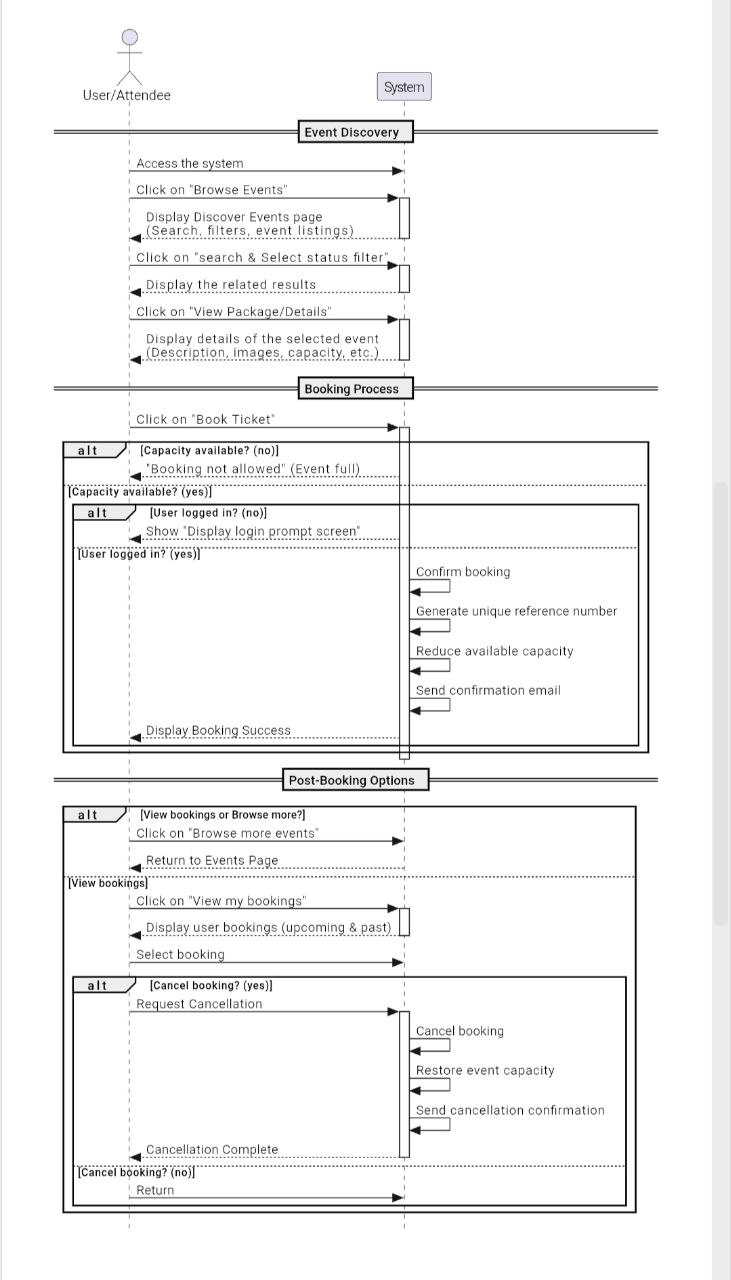 User/Attendee
System
Event Discovery
Access the system
Click on "Browse Events"
Display Discover Events page
(Search, filters, event listings)
Click on "search & Select status filter"
Display the related results
Click on "View Package/Details"
Display details of the selected event
(Description, images, capacity, etc.)
Booking Process
Click on "Book Ticket"
alt [Capacity available? (no)]
"Booking not allowed" (Event full)
[Capacity available? (yes)]
alt [User logged in? (no)]
Show "Display login prompt screen"
[User logged in? (yes)]
Confirm booking
Generate unique reference number
Reduce available capacity
Send confirmation email
Display Booking Success
Post-Booking Options
alt [View bookings or Browse more?]
Click on "Browse more events"
Return to Events Page
[View bookings]
Click on "View my bookings"
Display user bookings (upcoming & past)
Select booking
alt [Cancel booking? (yes)]
Request Cancellation
Cancel booking
Restore event capacity
Send cancellation confirmation
Cancellation Complete
[Cancel booking? (no)]
Return